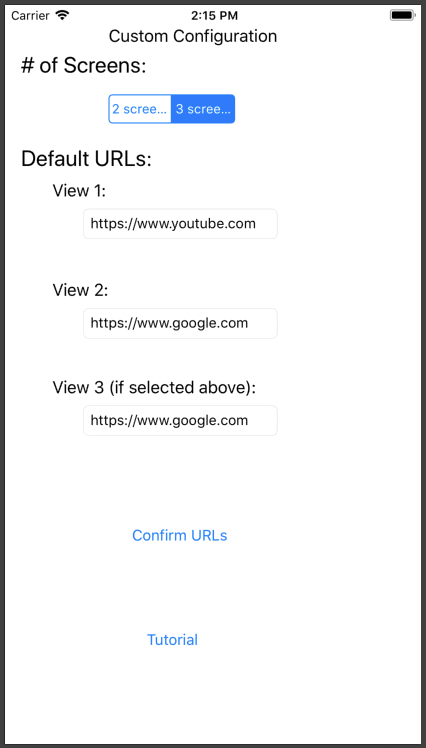 Carrier 2:15 PM
Custom Configuration
# of Screens:
2 scree... 3 scree...
Default URLs:
View 1:
https://www.youtube.com
View 2:
https://www.google.com
View 3 (if selected above):
https://www.google.com
Confirm URLs
Tutorial